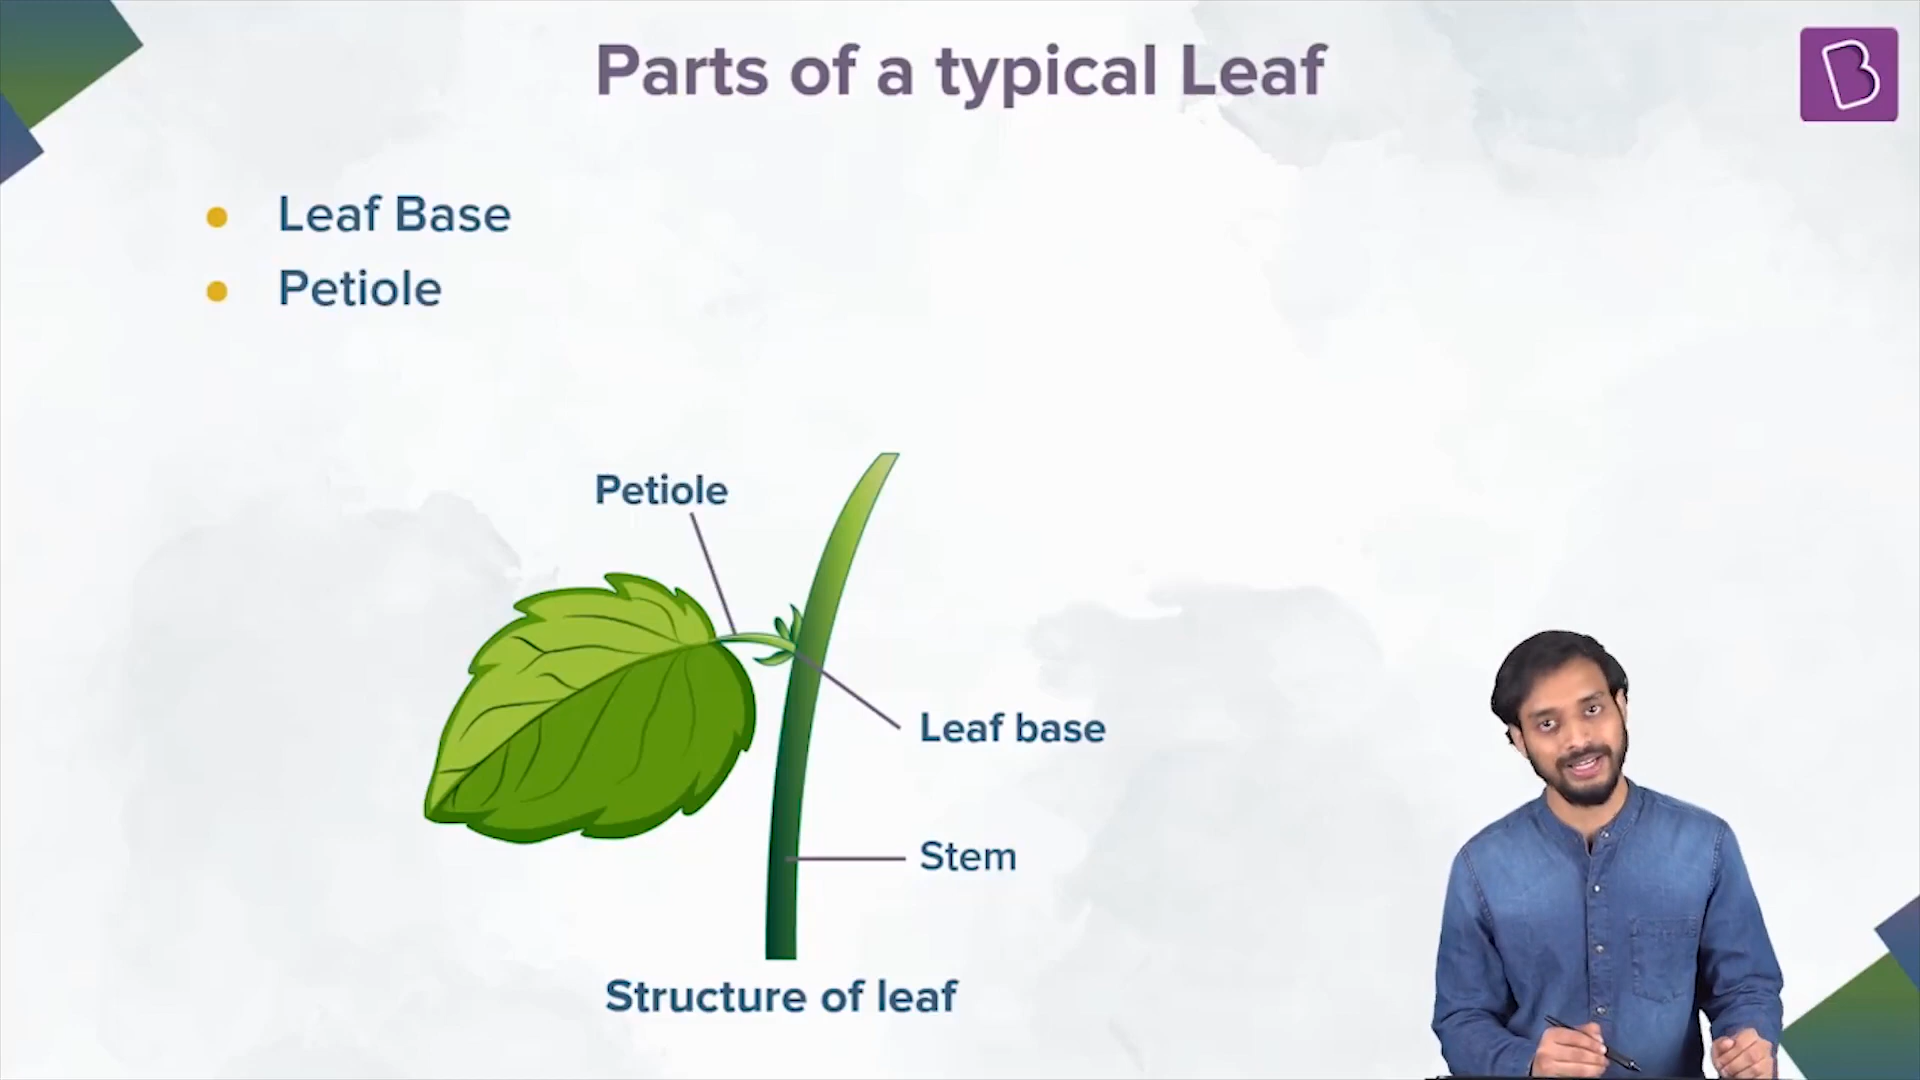 Parts of a typical Leaf
B
Leaf Base
Petiole
Petiole
Leaf base
Stem
Structure of leaf